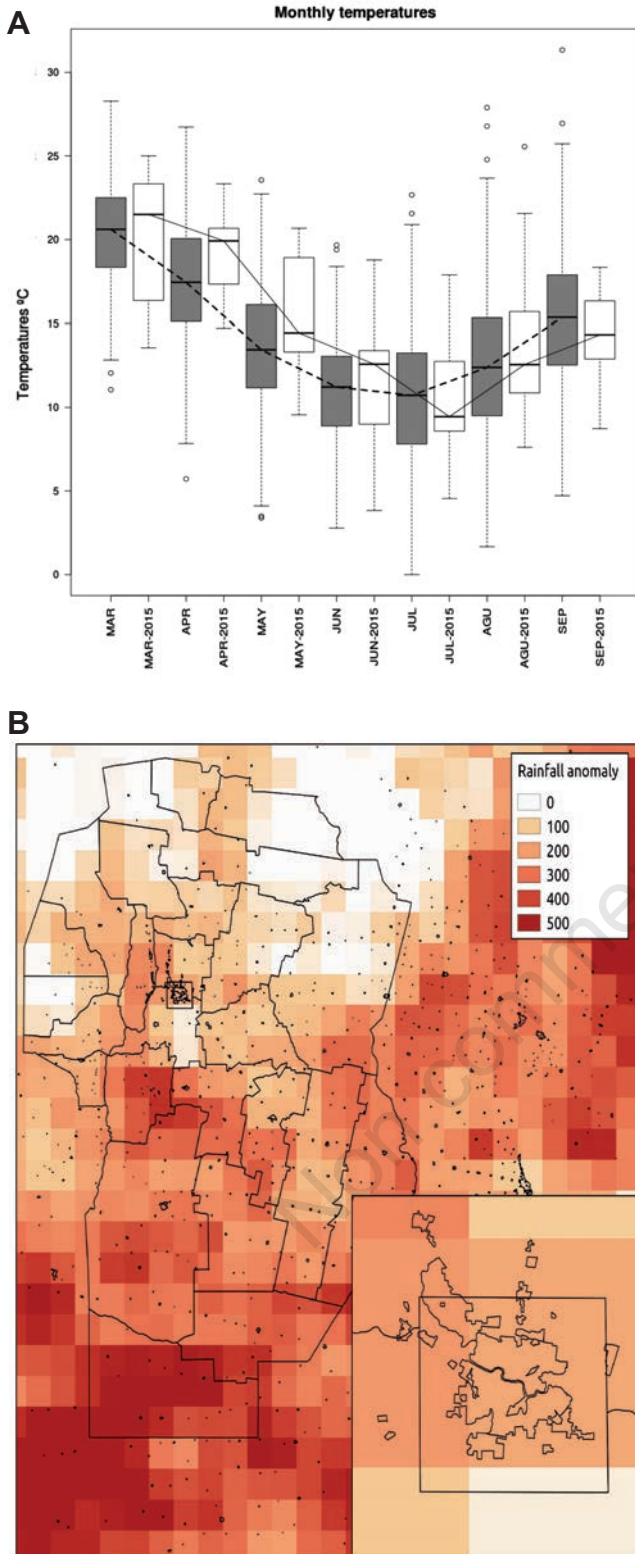 A
Monthly temperatures
Temperatures ºC
30
25
20
15
10
5
0
MAR
MAR-2015
APR
APR-2015
MAY
MAY-2015
JUN
JUN-2015
JUL
JUL-2015
AGU
AGU-2015
SEP
SEP-2015
B
Rainfall anomaly
0
100
200
300
400
500
Non comme